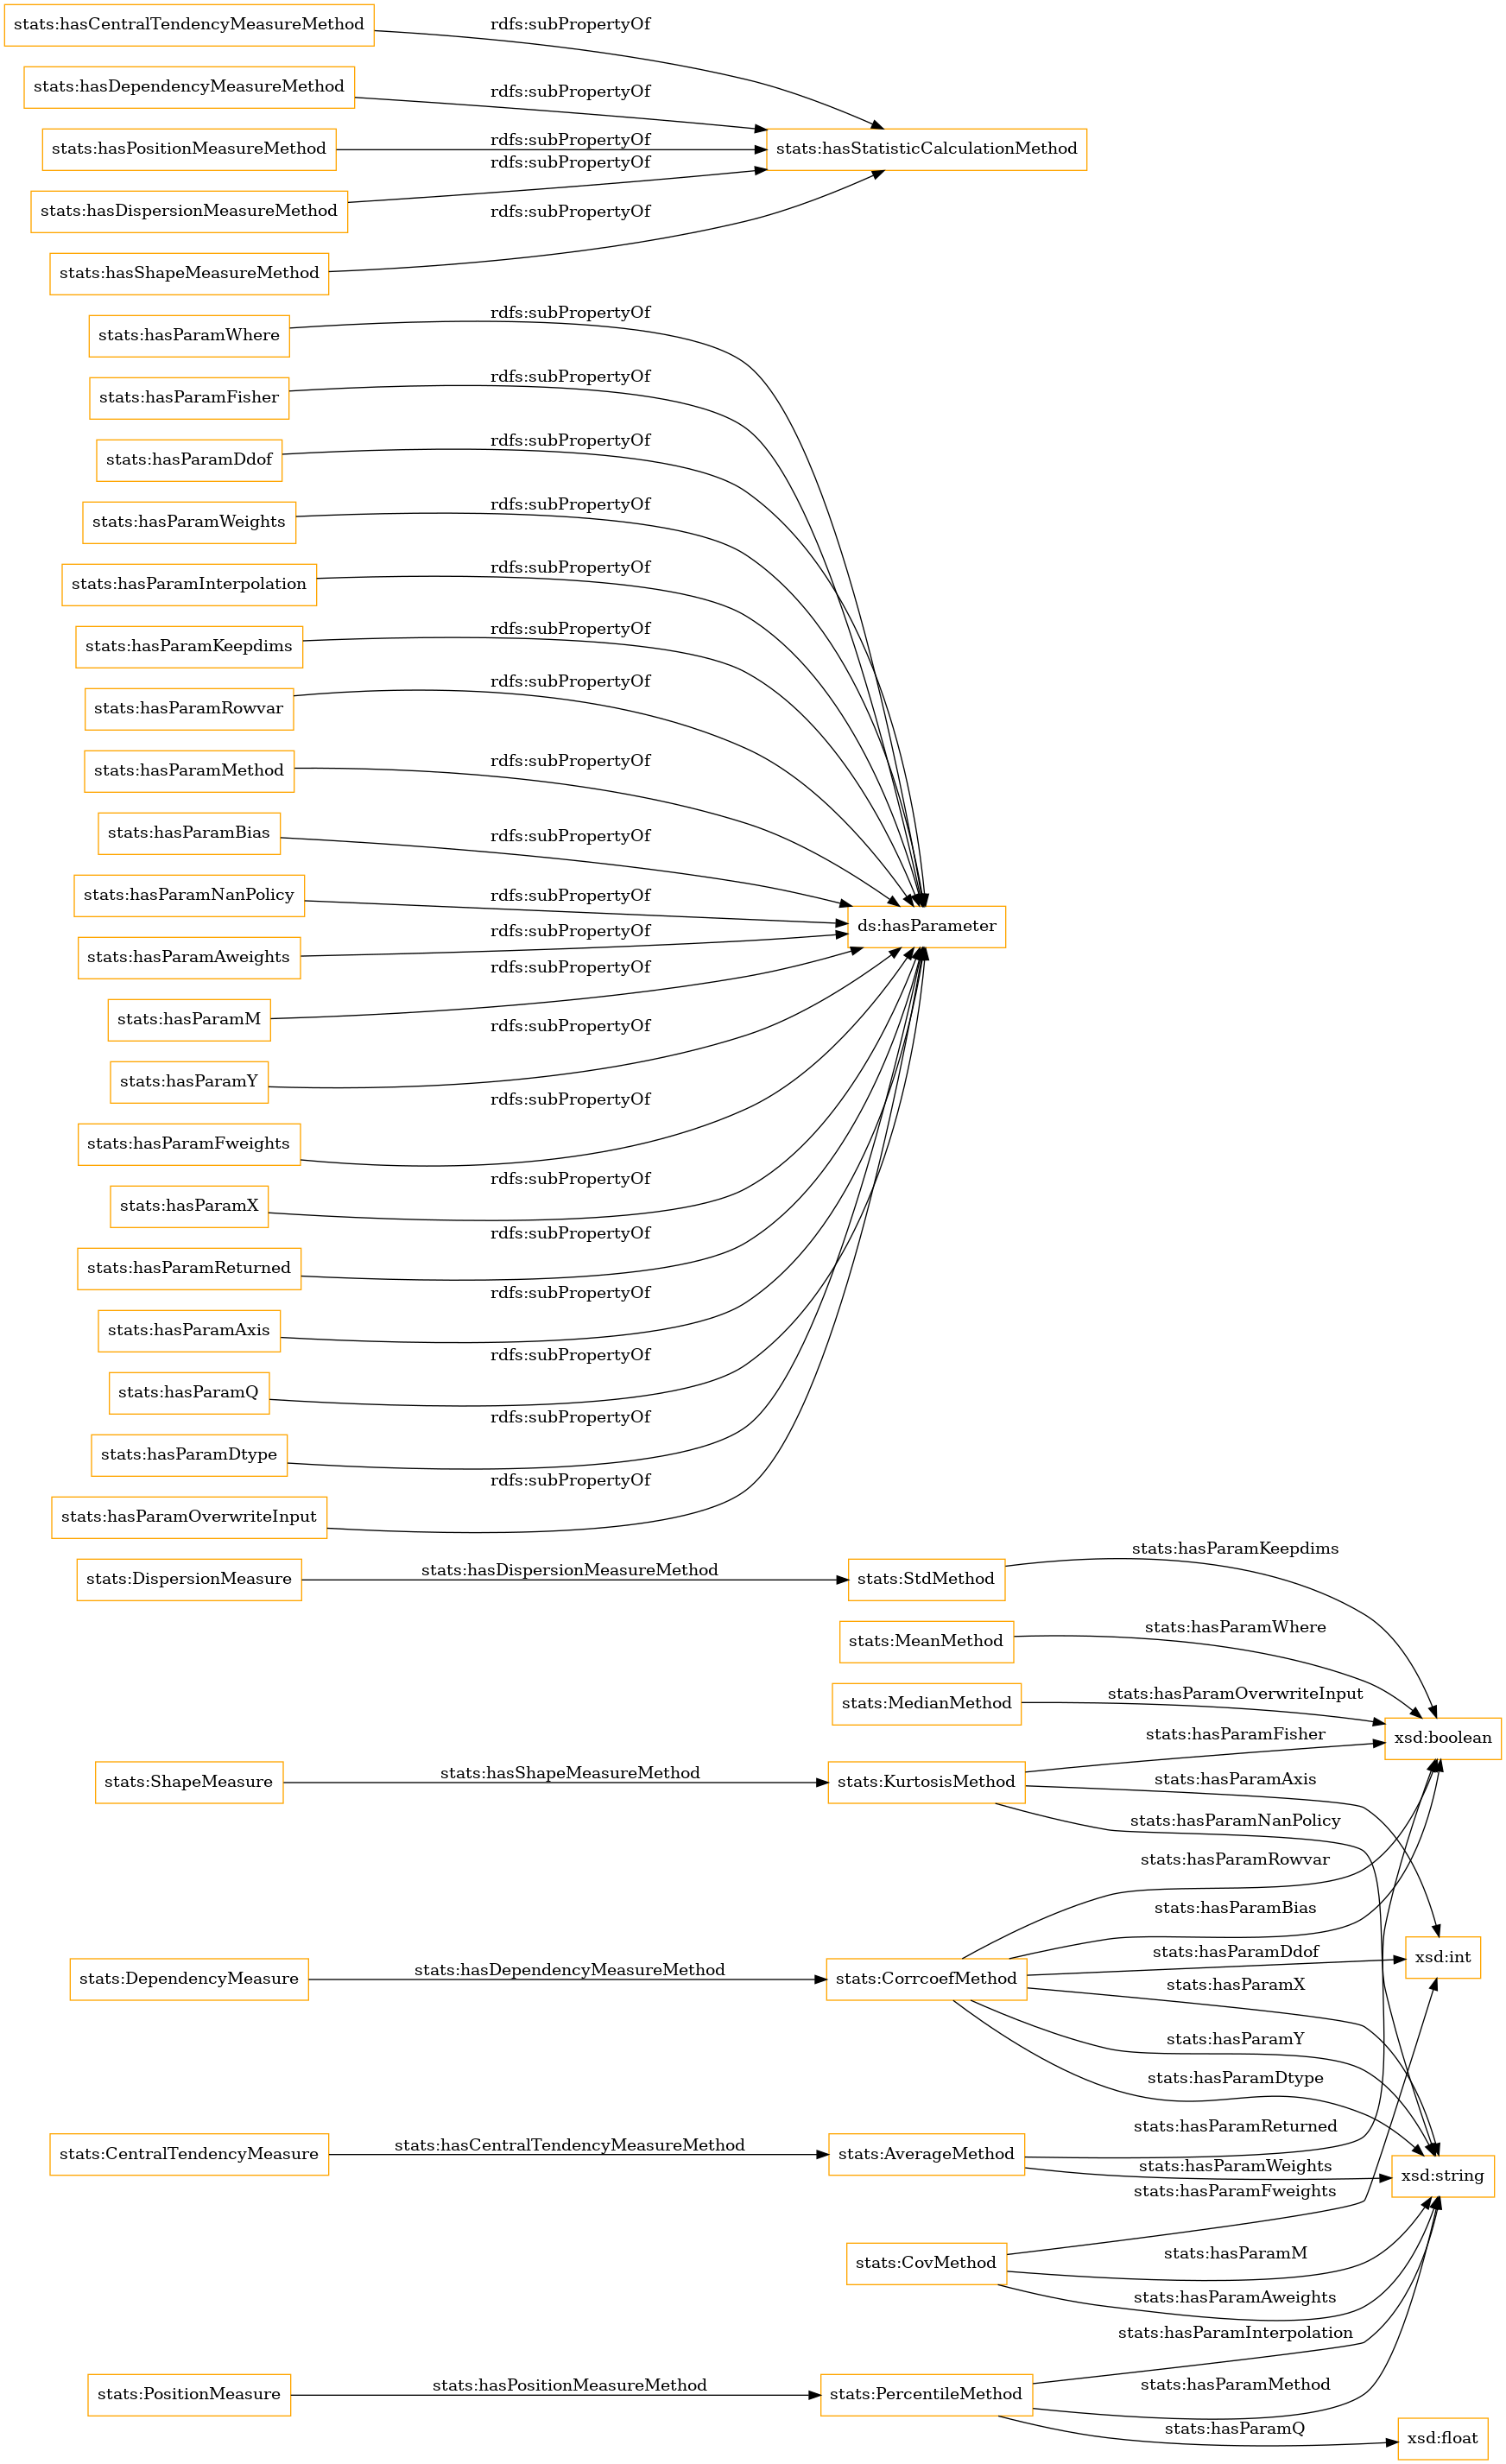 stats:hasCentralTendencyMeasureMethod
rdfs:subPropertyOf
stats:hasDependencyMeasureMethod
rdfs:subPropertyOf
stats:hasPositionMeasureMethod
rdfs:subPropertyOf
stats:hasStatisticCalculationMethod
rdfs:subPropertyOf
stats:hasDispersionMeasureMethod
rdfs:subPropertyOf
stats:hasShapeMeasureMethod
rdfs:subPropertyOf
stats:hasParamWhere
rdfs:subPropertyOf
stats:hasParamFisher
rdfs:subPropertyOf
stats:hasParamDdof
rdfs:subPropertyOf
stats:hasParamWeights
rdfs:subPropertyOf
stats:hasParamInterpolation
rdfs:subPropertyOf
stats:hasParamKeepdims
rdfs:subPropertyOf
stats:hasParamRowvar
rdfs:subPropertyOf
stats:hasParamMethod
rdfs:subPropertyOf
stats:hasParamBias
rdfs:subPropertyOf
stats:hasParamNanPolicy
ds:hasParameter
rdfs:subPropertyOf
stats:hasParamAweights
rdfs:subPropertyOf
stats:hasParamM
rdfs:subPropertyOf
stats:hasParamY
rdfs:subPropertyOf
stats:hasParamFweights
rdfs:subPropertyOf
stats:hasParamX
rdfs:subPropertyOf
stats:hasParamReturned
rdfs:subPropertyOf
stats:hasParamAxis
rdfs:subPropertyOf
stats:hasParamQ
rdfs:subPropertyOf
stats:hasParamDtype
rdfs:subPropertyOf
stats:hasParamOverwriteInput
stats:DispersionMeasure
stats:hasDispersionMeasureMethod
stats:StdMethod
stats:hasParamKeepdims
stats:MeanMethod
stats:hasParamWhere
stats:MedianMethod
stats:hasParamOverwriteInput
xsd:boolean
stats:ShapeMeasure
stats:hasShapeMeasureMethod
stats:KurtosisMethod
stats:hasParamFisher
stats:hasParamAxis
stats:hasParamNanPolicy
stats:hasParamRowvar
stats:hasParamBias
stats:DependencyMeasure
stats:hasDependencyMeasureMethod
stats:CorrcoefMethod
stats:hasParamDdof
xsd:int
stats:hasParamX
stats:hasParamY
stats:hasParamDtype
stats:CentralTendencyMeasure
stats:hasCentralTendencyMeasureMethod
stats:AverageMethod
stats:hasParamReturned
stats:hasParamWeights
xsd:string
stats:hasParamFweights
stats:CovMethod
stats:hasParamM
stats:hasParamAweights
stats:hasParamInterpolation
stats:PositionMeasure
stats:hasPositionMeasureMethod
stats:PercentileMethod
stats:hasParamMethod
stats:hasParamQ
xsd:float